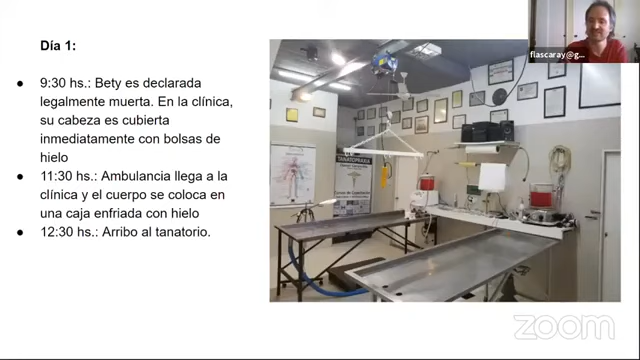 Día 1:
● 9:30 hs.: Bety es declarada
legalmente muerta. En la clínica,
su cabeza es cubierta
inmediatamente con bolsas de
hielo
● 11:30 hs.: Ambulancia llega a la
clínica y el cuerpo se coloca en
una caja enfriada con hielo
● 12:30 hs.: Arribo al tanatorio.
flascaray@g...
TANATOPRAXIA
zoom